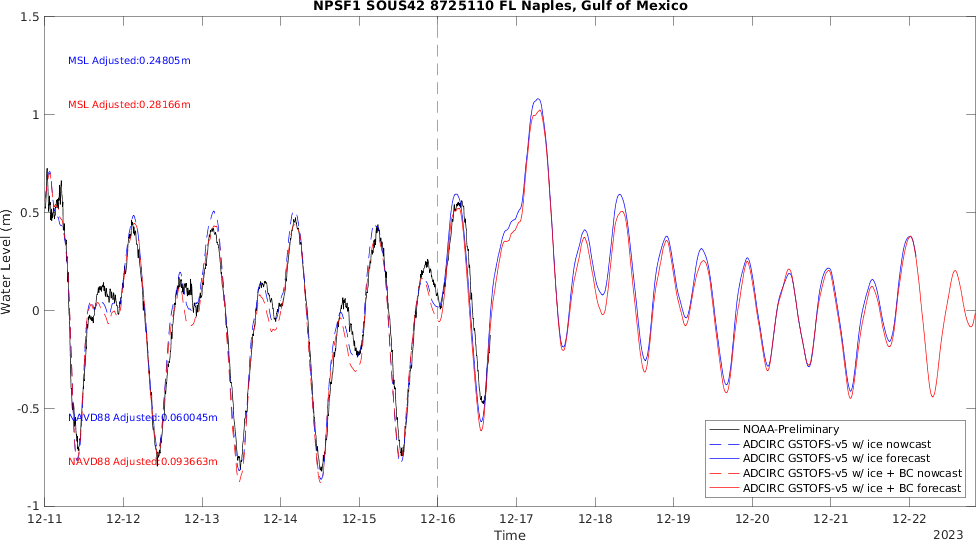 NPSF1 SOUS42 8725110 FL Naples, Gulf of Mexico
1.5
1
0.5
0
-0.5
-1
Water Level (m)
MSL Adjusted:0.24805m
MSL Adjusted:0.28166m
NAVD88 Adjusted:0.060045m
NAVD88 Adjusted:0.093663m
NOAA-Preliminary
ADCIRC GSTOFS-v5 w/ ice nowcast
ADCIRC GSTOFS-v5 w/ ice forecast
ADCIRC GSTOFS-v5 w/ ice + BC nowcast
ADCIRC GSTOFS-v5 w/ ice + BC forecast
12-11 12-12 12-13 12-14 12-15 12-16 12-17 12-18 12-19 12-20 12-21 12-22
Time
2023